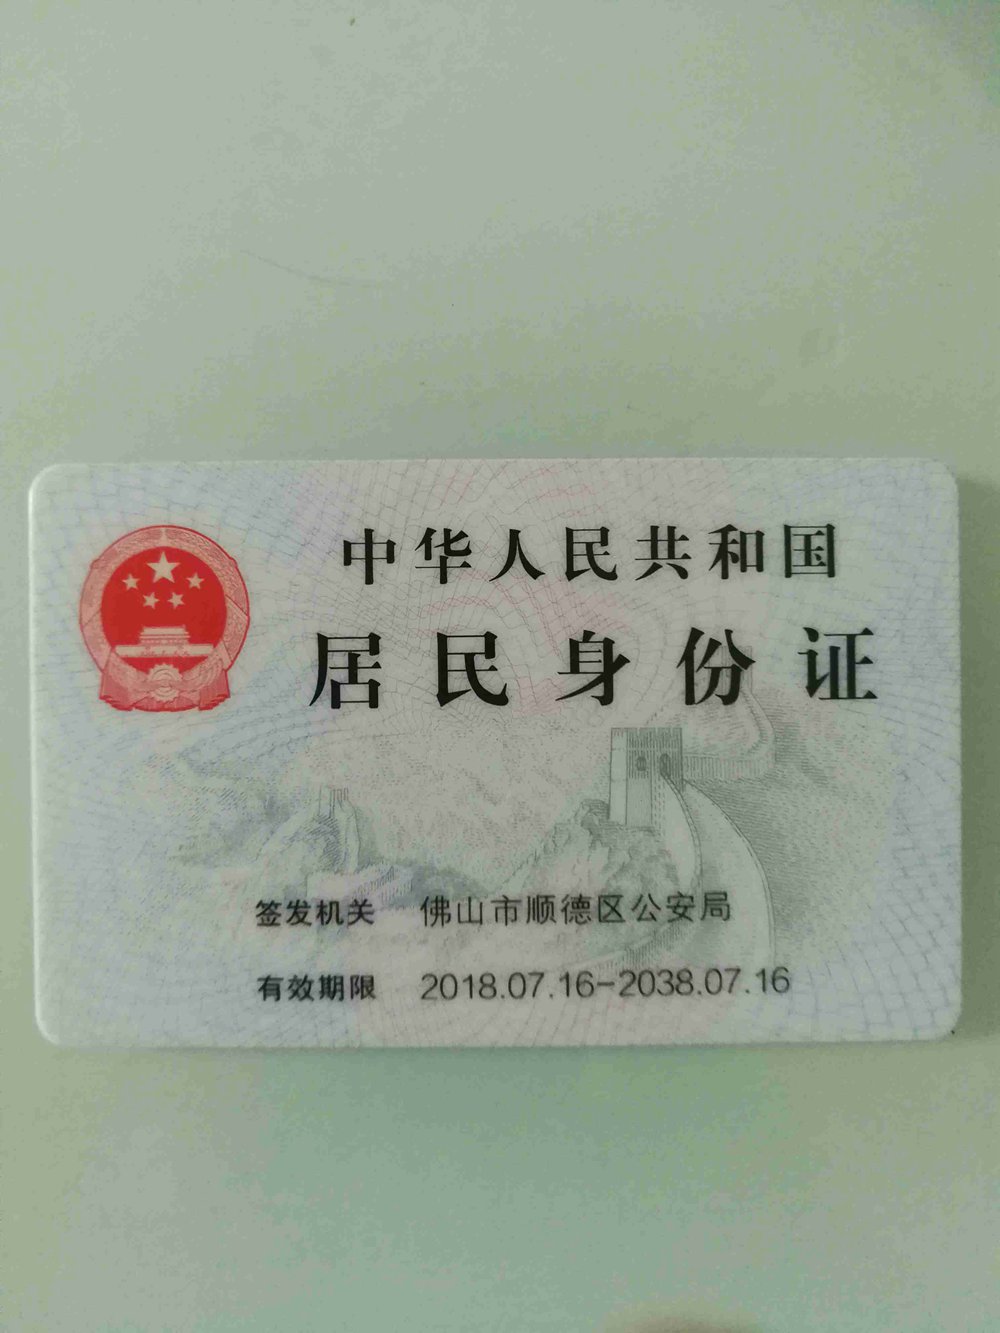 中华人民共和国
居民身份证
签发机关 佛山市顺德区公安局
有效期限 2018.07.16-2038.07.16